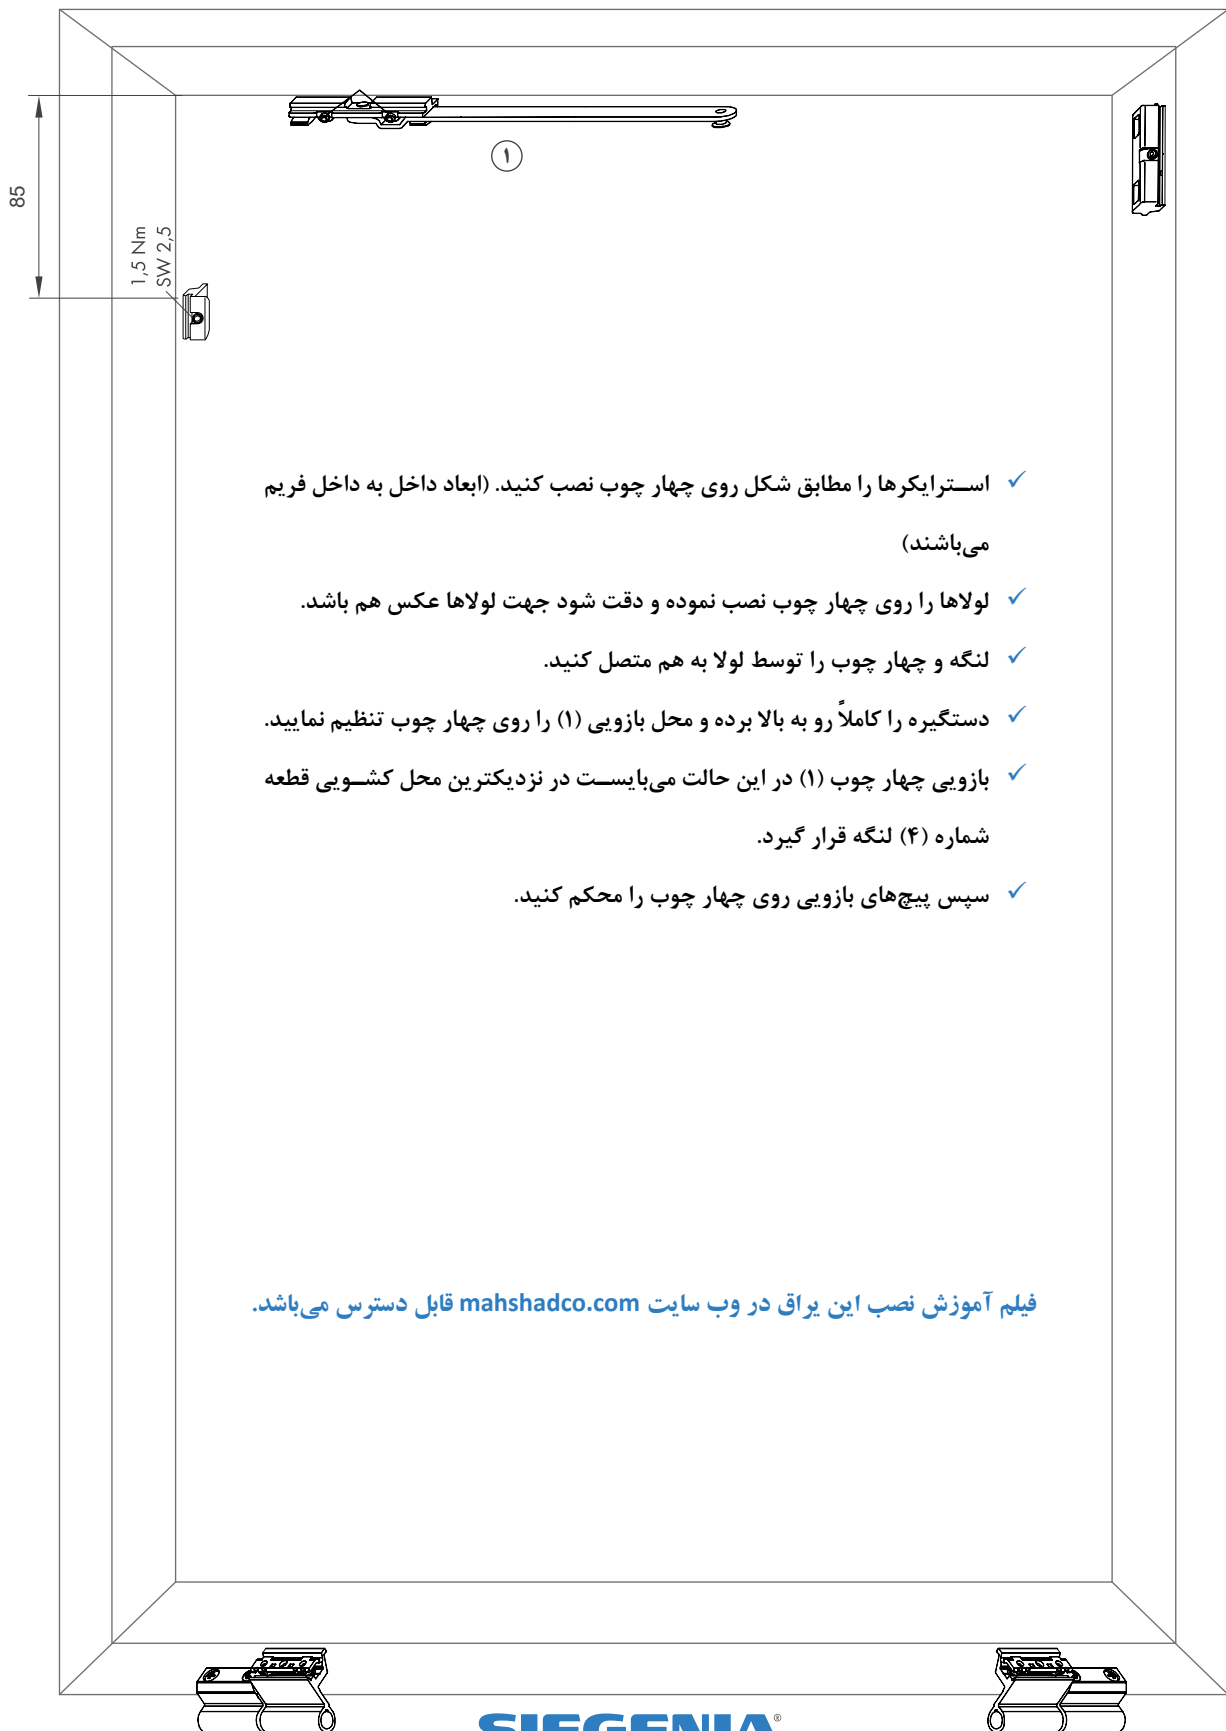 ۱
85
1,5 Nm
SW 2,5
✓ استرایکرها را مطابق شکل روی چهار چوب نصب کنید. (ابعاد داخل به داخل فریم
می‌باشند)
✓ لولاها را روی چهار چوب نصب نموده و دقت شود جهت لولاها عکس هم باشد.
✓ لنگه و چهار چوب را توسط لولا به هم متصل کنید.
✓ دستگیره را کاملاً رو به بالا برده و محل بازویی (۱) را روی چهار چوب تنظیم نمایید.
✓ بازویی چهار چوب (۱) در این حالت می‌بایست در نزدیکترین محل کشویی قطعه
شماره (۴) لنگه قرار گیرد.
✓ سپس پیچ‌های بازویی روی چهار چوب را محکم کنید.
فیلم آموزش نصب این یراق در وب سایت mahshadco.com قابل دسترس می‌باشد.
SIEGENIA®